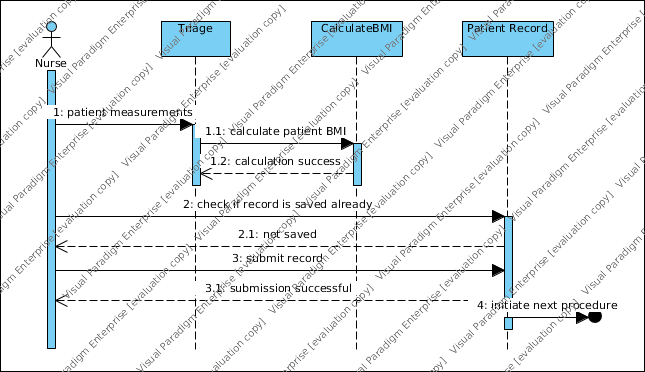 Triage
CalculateBMI
Patient Record
Nurse
1: patient measurements
1.1: calculate patient BMI
1.2: calculation success
2: check if record is saved already
2.1: not saved
3: submit record
3.1: submission successful
4: initiate next procedure
Visual Paradigm Enterprise [evaluation copy]